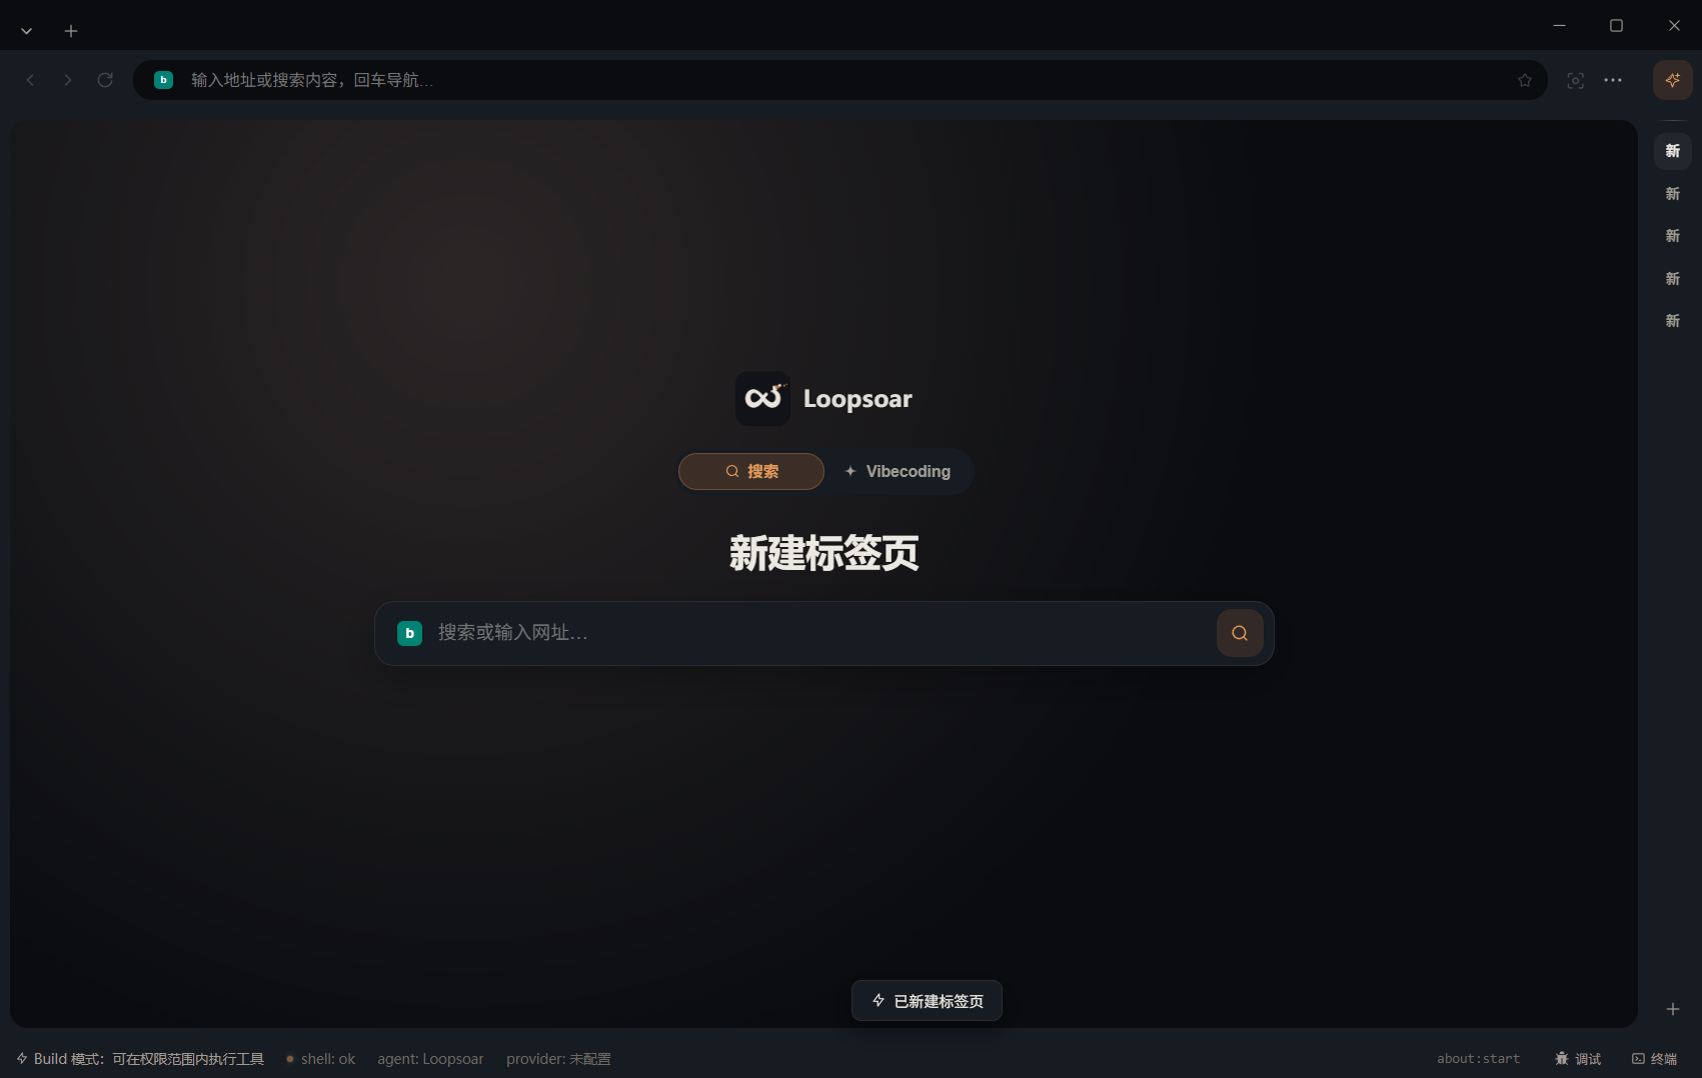 b 输入地址或搜索内容，回车导航...
新
新
新
新
新
Loopsoar
搜索 Vibecoding
新建标签页
b 搜索或输入网址...
已新建标签页
Build 模式：可在权限范围内执行工具 shell: ok agent: Loopsoar provider: 未配置 about:start 调试 终端